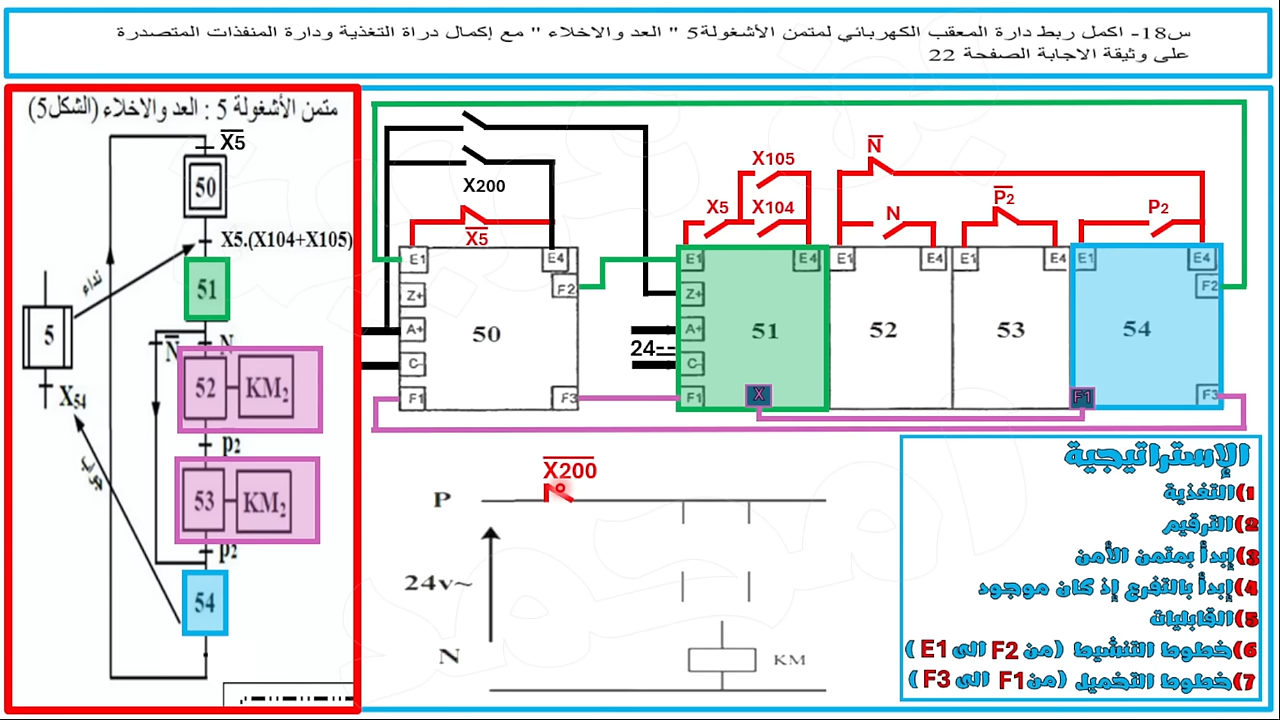 س18- اكمل ربط دارة المعقب الكهربائي لمتمن الأشغولة5 " العد والاخلاء " مع إكمال دراة التغذية ودارة المنفذات المتصدرة
على وثيقة الاجابة الصفحة 22
متمن الأشغولة 5 : العد والاخلاء (الشكل5)
X5
50
X5.(X104+X105)
نداء
51
5
N N
52 KM2
X54
p2
53 KM2
p2
54
X200
X5
X105
X5 X104
N
N
P2
P2
E1 E4 E1 E4 E1 E4 E1 E4 E1 E4
F2 F2
Z+ Z+
A+ A+
C- C-
50 51 52 53 54
24--
F1 F3 F1 X F1 F3
X200
P
24v~
N
KM
الإستراتيجية
1)التغذية
2)الترقيم
3)إبدأ بمتمن الأمن
4)إبدأ بالتفرع إذ كان موجود
5)القابليات
6)خطوط التنشيط (من F2 الى E1 )
7)خطوط التخميل (من F1 الى F3 )